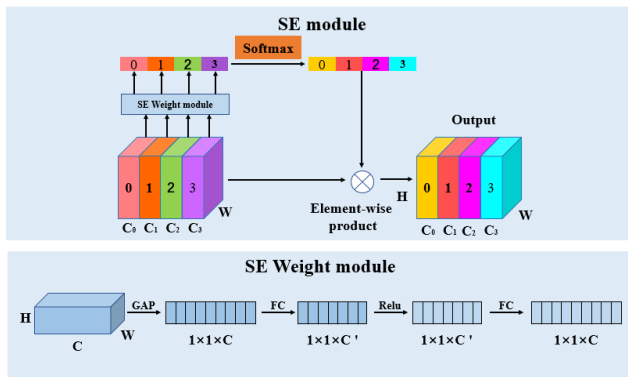 SE module
Softmax
0 1 2 3
0 1 2 3
SE Weight module
Output
0 1 2 3
W
C₀ C₁ C₂ C₃
Element-wise
product
H
0 1 2 3
W
C₀ C₁ C₂ C₃
SE Weight module
H
W
C
GAP
FC
Relu
FC
1×1×C
1×1×C '
1×1×C '
1×1×C